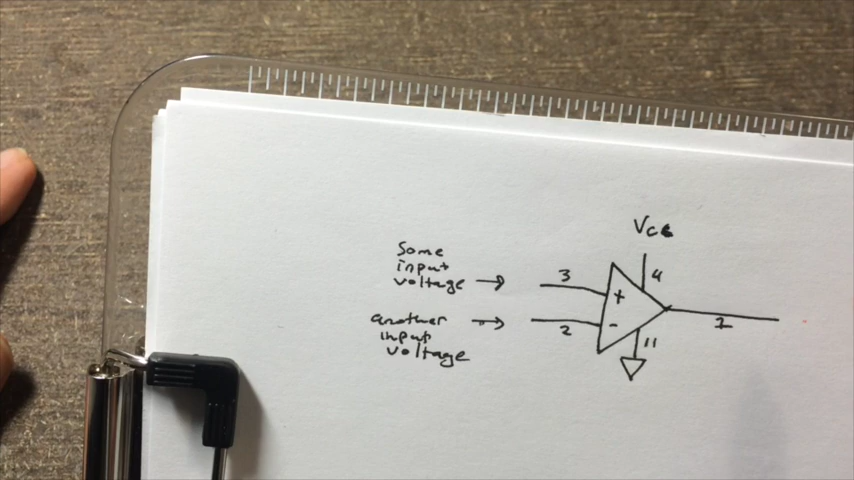 Vcc
Some
input
voltage
3
4
+
another
input
voltage
2
-
11
1